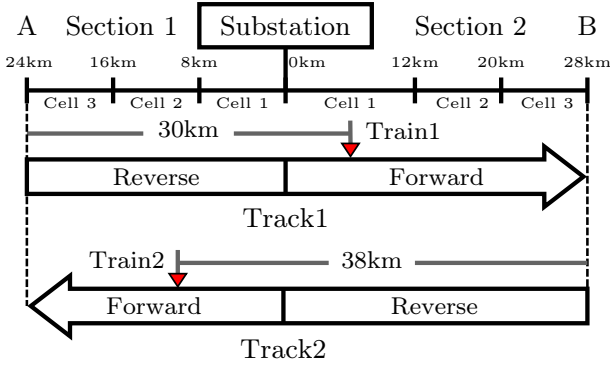 A Section 1 Substation Section 2 B
24km 16km 8km 0km 12km 20km 28km
Cell 3 Cell 2 Cell 1 Cell 1 Cell 2 Cell 3
30km Train1
Reverse Forward
Track1
Train2 38km
Forward Reverse
Track2